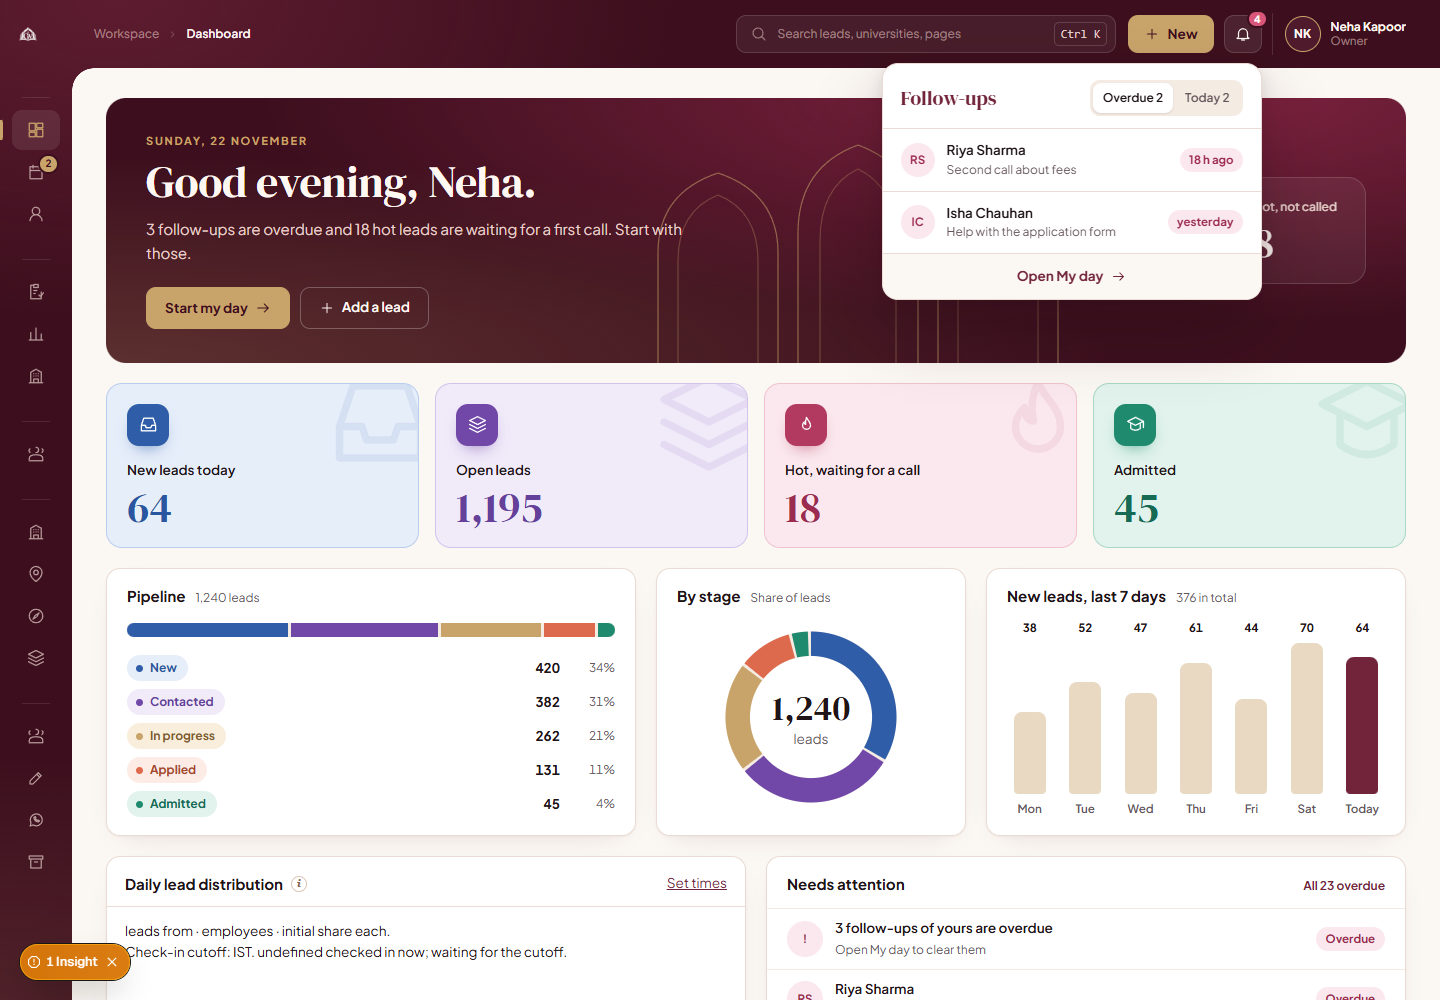 Workspace > Dashboard
Search leads, universities, pages
Ctrl K
+ New
4
NK
Neha Kapoor
Owner
2
SUNDAY, 22 NOVEMBER
Good evening, Neha.
3 follow-ups are overdue and 18 hot leads are waiting for a first call. Start with
those.
Start my day →
+ Add a lead
ot, not called
8
Follow-ups
Overdue 2
Today 2
RS
Riya Sharma
Second call about fees
18 h ago
IC
Isha Chauhan
Help with the application form
yesterday
Open My day →
New leads today
64
Open leads
1,195
Hot, waiting for a call
18
Admitted
45
Pipeline 1,240 leads
New 420 34%
Contacted 382 31%
In progress 262 21%
Applied 131 11%
Admitted 45 4%
By stage Share of leads
1,240
leads
New leads, last 7 days 376 in total
38 52 47 61 44 70 64
Mon Tue Wed Thu Fri Sat Today
Daily lead distribution i
Set times
leads from · employees · initial share each.
Check-in cutoff: IST. undefined checked in now; waiting for the cutoff.
Needs attention
All 23 overdue
!
3 follow-ups of yours are overdue
Open My day to clear them
Overdue
RS
Riya Sharma
Overdue
1 Insight ×